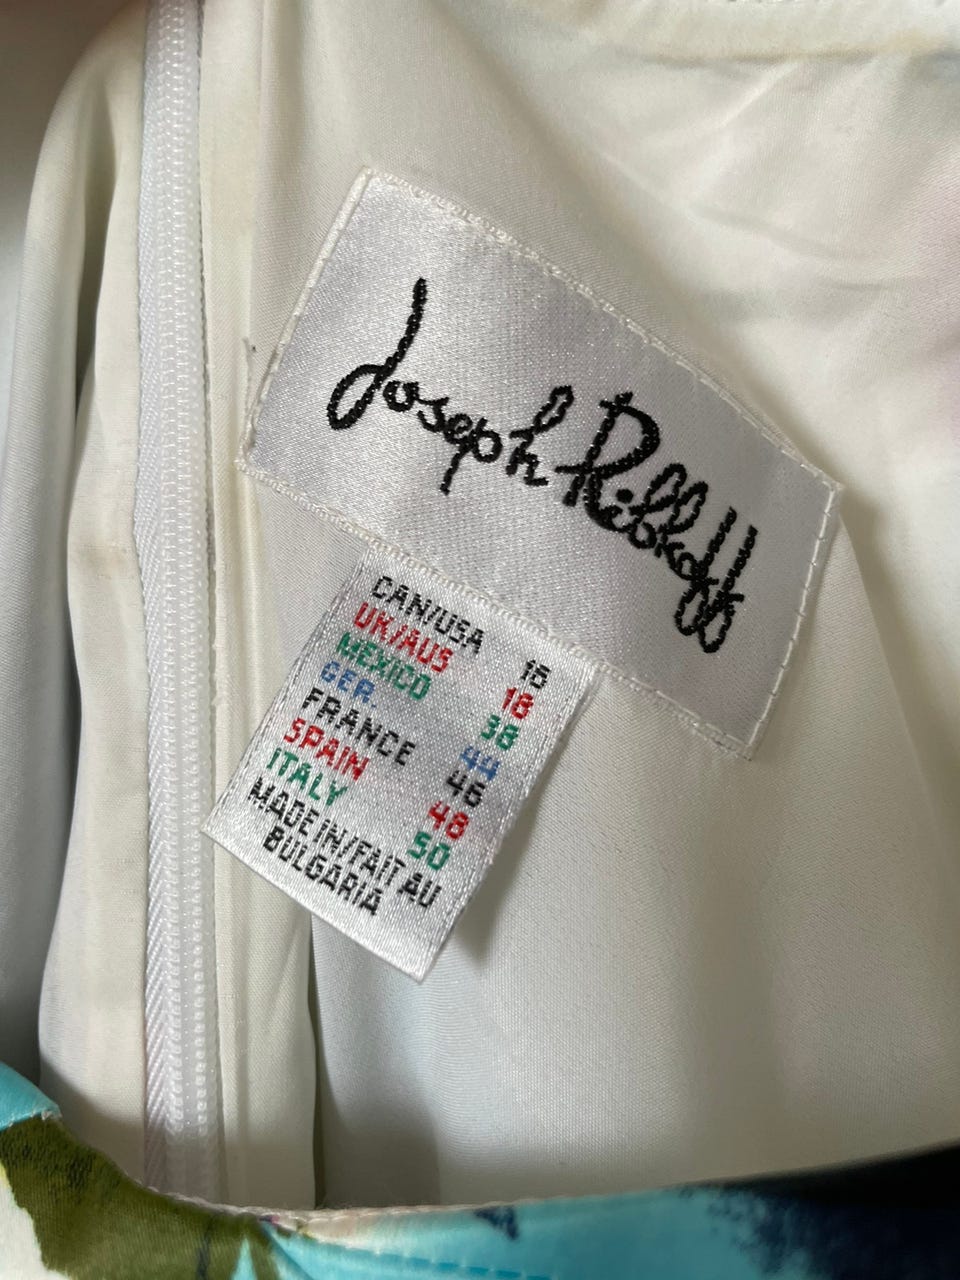 Joseph Ribkoff
CAN/USA 16
UK/AUS 18
MEXICO 38
GER. 44
FRANCE 46
SPAIN 48
ITALY 50
MADE IN/FAIT AU
BULGARIA